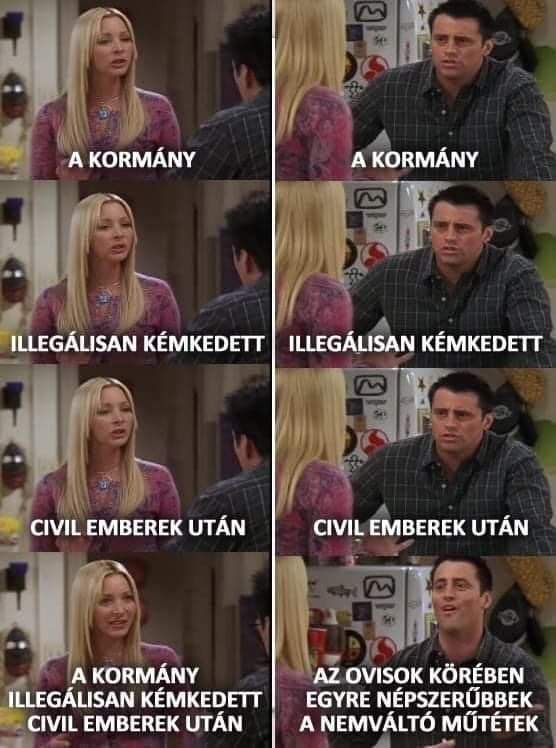 A KORMÁNY
A KORMÁNY
ILLEGÁLISAN KÉMKEDETT
ILLEGÁLISAN KÉMKEDETT
CIVIL EMBEREK UTÁN
CIVIL EMBEREK UTÁN
A KORMÁNY
ILLEGÁLISAN KÉMKEDETT
CIVIL EMBEREK UTÁN
AZ OVISOK KÖRÉBEN
EGYRE NÉPSZERŰBBEK
A NEMVÁLTÓ MŰTÉTEK